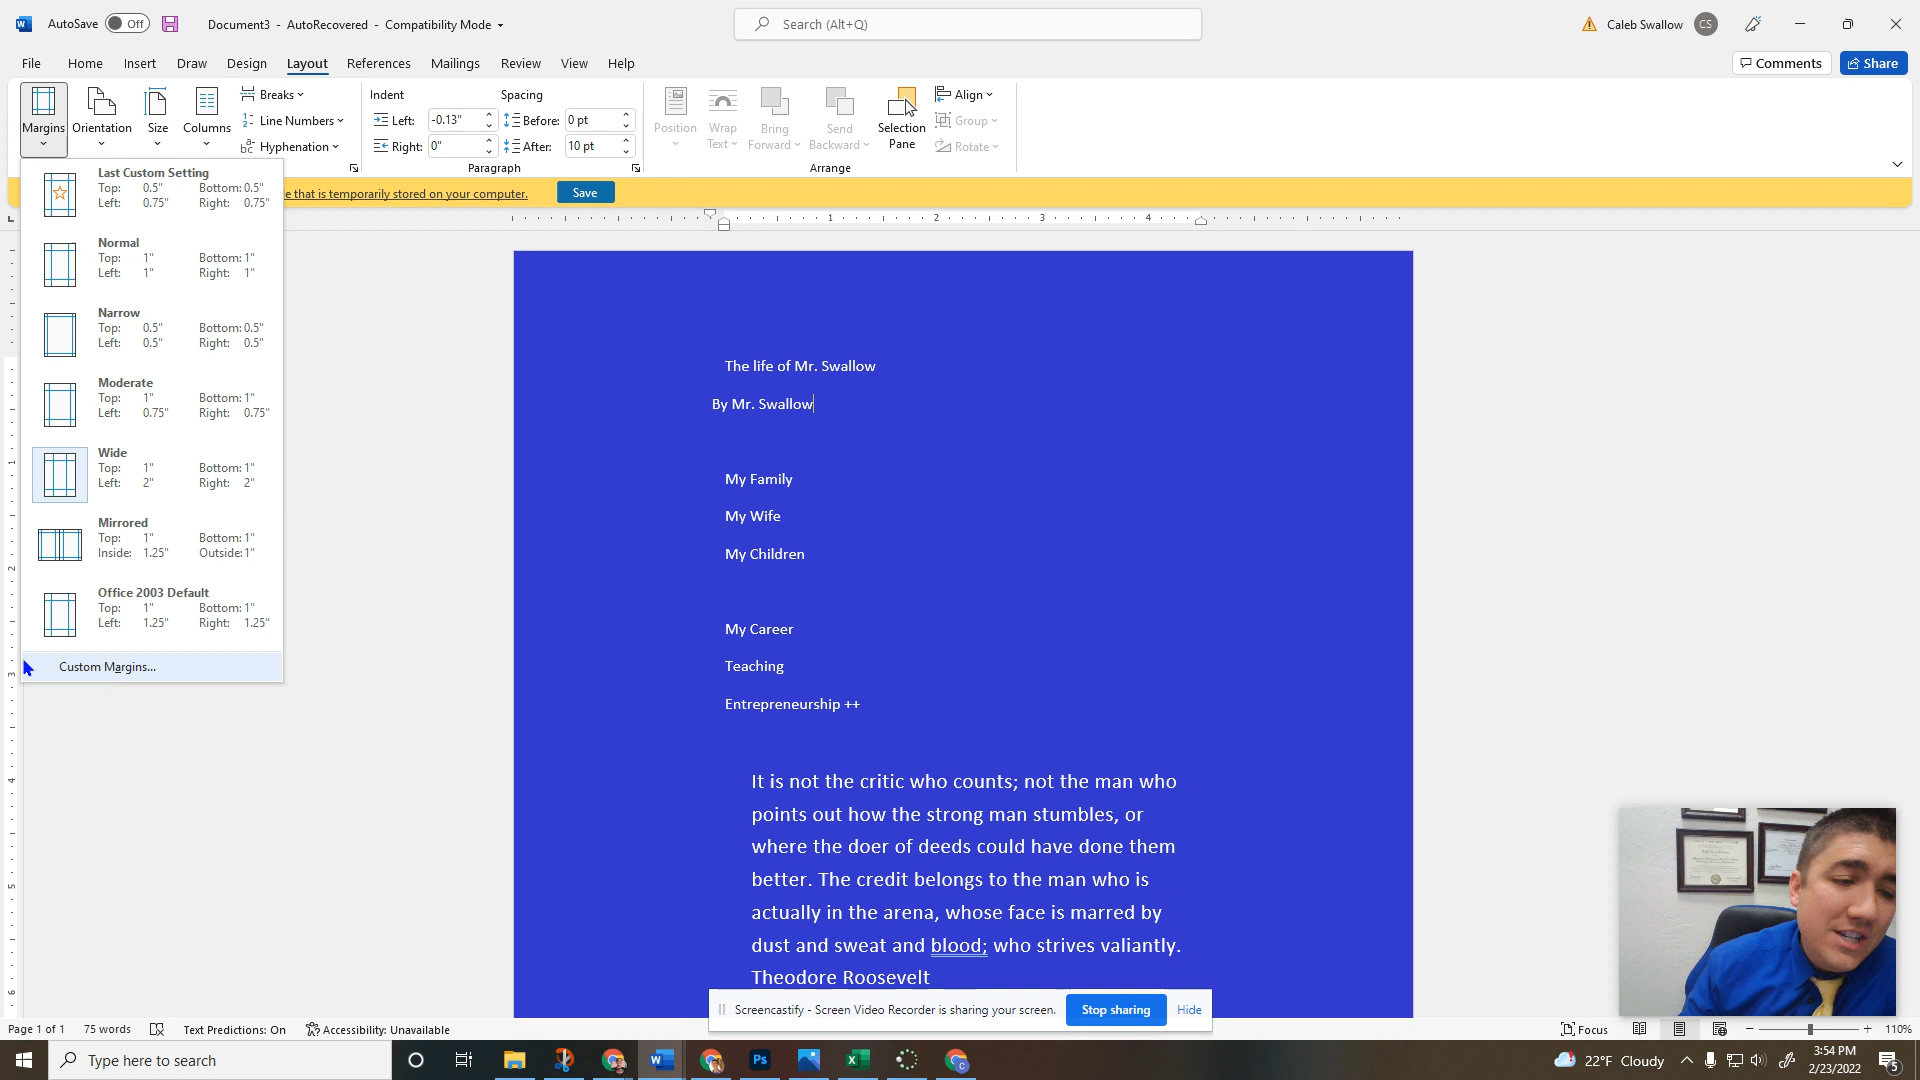 AutoSave Off Document3 - AutoRecovered - Compatibility Mode Search (Alt+Q) Caleb Swallow CS
File Home Insert Draw Design Layout References Mailings Review View Help Comments Share
Margins Orientation Size Columns
Breaks
Line Numbers
Hyphenation
Indent Spacing
Left: -0.13" Before: 0 pt
Right: 0" After: 10 pt
Paragraph
Position Wrap Text Bring Forward Send Backward Selection Pane
Align
Group
Rotate
Arrange
e that is temporarily stored on your computer. Save
1 2 3 4
Last Custom Setting
Top: 0.5" Bottom: 0.5"
Left: 0.75" Right: 0.75"
Normal
Top: 1" Bottom: 1"
Left: 1" Right: 1"
Narrow
Top: 0.5" Bottom: 0.5"
Left: 0.5" Right: 0.5"
Moderate
Top: 1" Bottom: 1"
Left: 0.75" Right: 0.75"
Wide
Top: 1" Bottom: 1"
Left: 2" Right: 2"
Mirrored
Top: 1" Bottom: 1"
Inside: 1.25" Outside: 1"
Office 2003 Default
Top: 1" Bottom: 1"
Left: 1.25" Right: 1.25"
Custom Margins...
1
2
3
4
5
6
The life of Mr. Swallow
By Mr. Swallow
My Family
My Wife
My Children
My Career
Teaching
Entrepreneurship ++
It is not the critic who counts; not the man who
points out how the strong man stumbles, or
where the doer of deeds could have done them
better. The credit belongs to the man who is
actually in the arena, whose face is marred by
dust and sweat and blood; who strives valiantly.
Theodore Roosevelt
Screencastify - Screen Video Recorder is sharing your screen. Stop sharing Hide
Page 1 of 1 75 words Text Predictions: On Accessibility: Unavailable Focus 110%
Type here to search W Ps X C 22°F Cloudy 3:54 PM
2/23/2022 5